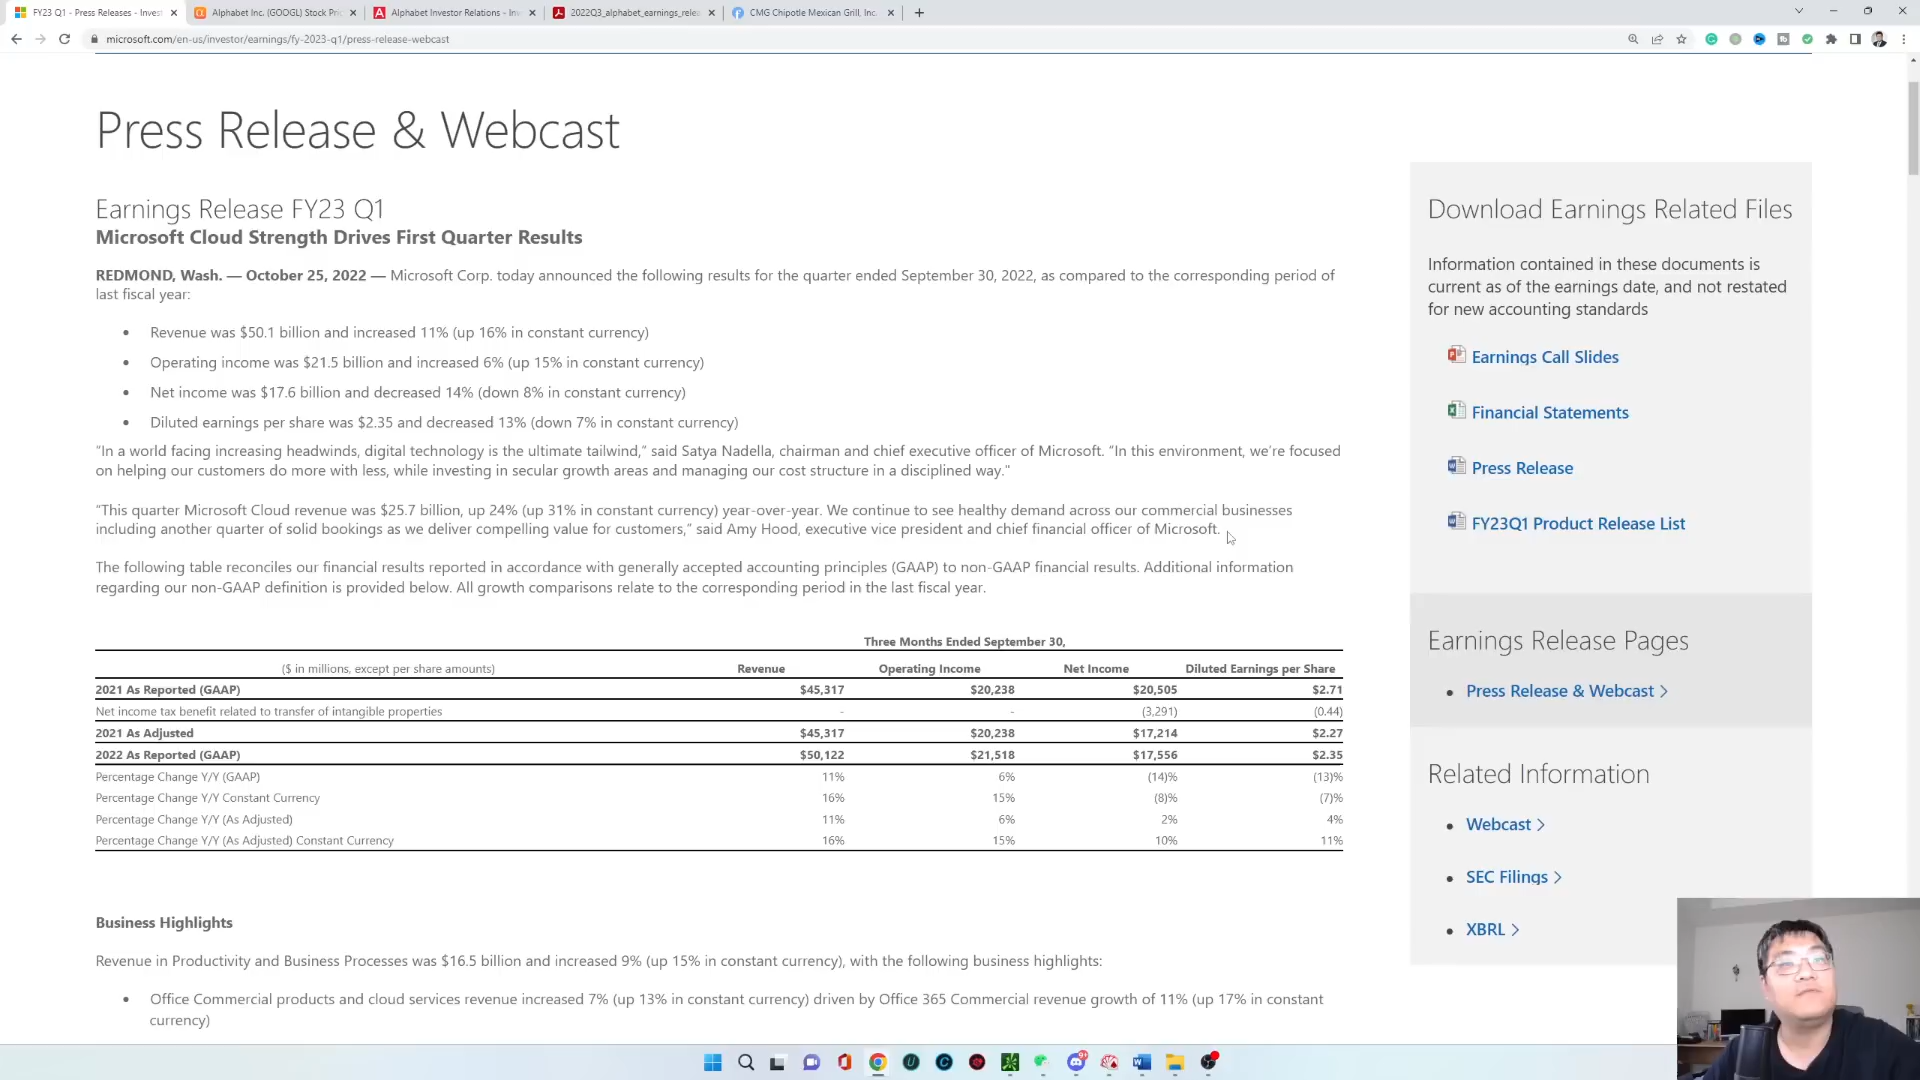 FY23 Q1 - Press Releases - Invest
Alphabet Inc. (GOOGL) Stock Pric
Alphabet Investor Relations - Inv
2022Q3_alphabet_earnings_relea
CMG Chipotle Mexican Grill, Inc.
microsoft.com/en-us/investor/earnings/fy-2023-q1/press-release-webcast
Press Release & Webcast
Earnings Release FY23 Q1
Microsoft Cloud Strength Drives First Quarter Results
REDMOND, Wash. — October 25, 2022 — Microsoft Corp. today announced the following results for the quarter ended September 30, 2022, as compared to the corresponding period of
last fiscal year:
• Revenue was $50.1 billion and increased 11% (up 16% in constant currency)
• Operating income was $21.5 billion and increased 6% (up 15% in constant currency)
• Net income was $17.6 billion and decreased 14% (down 8% in constant currency)
• Diluted earnings per share was $2.35 and decreased 13% (down 7% in constant currency)
“In a world facing increasing headwinds, digital technology is the ultimate tailwind,” said Satya Nadella, chairman and chief executive officer of Microsoft. “In this environment, we’re focused
on helping our customers do more with less, while investing in secular growth areas and managing our cost structure in a disciplined way.”
“This quarter Microsoft Cloud revenue was $25.7 billion, up 24% (up 31% in constant currency) year-over-year. We continue to see healthy demand across our commercial businesses
including another quarter of solid bookings as we deliver compelling value for customers,” said Amy Hood, executive vice president and chief financial officer of Microsoft.
The following table reconciles our financial results reported in accordance with generally accepted accounting principles (GAAP) to non-GAAP financial results. Additional information
regarding our non-GAAP definition is provided below. All growth comparisons relate to the corresponding period in the last fiscal year.
Three Months Ended September 30,
($ in millions, except per share amounts) Revenue Operating Income Net Income Diluted Earnings per Share
2021 As Reported (GAAP) $45,317 $20,238 $20,505 $2.71
Net income tax benefit related to transfer of intangible properties - - (3,291) (0.44)
2021 As Adjusted $45,317 $20,238 $17,214 $2.27
2022 As Reported (GAAP) $50,122 $21,518 $17,556 $2.35
Percentage Change Y/Y (GAAP) 11% 6% (14)% (13)%
Percentage Change Y/Y Constant Currency 16% 15% (8)% (7)%
Percentage Change Y/Y (As Adjusted) 11% 6% 2% 4%
Percentage Change Y/Y (As Adjusted) Constant Currency 16% 15% 10% 11%
Business Highlights
Revenue in Productivity and Business Processes was $16.5 billion and increased 9% (up 15% in constant currency), with the following business highlights:
• Office Commercial products and cloud services revenue increased 7% (up 13% in constant currency) driven by Office 365 Commercial revenue growth of 11% (up 17% in constant
currency)
Download Earnings Related Files
Information contained in these documents is
current as of the earnings date, and not restated
for new accounting standards
Earnings Call Slides
Financial Statements
Press Release
FY23Q1 Product Release List
Earnings Release Pages
• Press Release & Webcast >
Related Information
• Webcast >
• SEC Filings >
• XBRL >